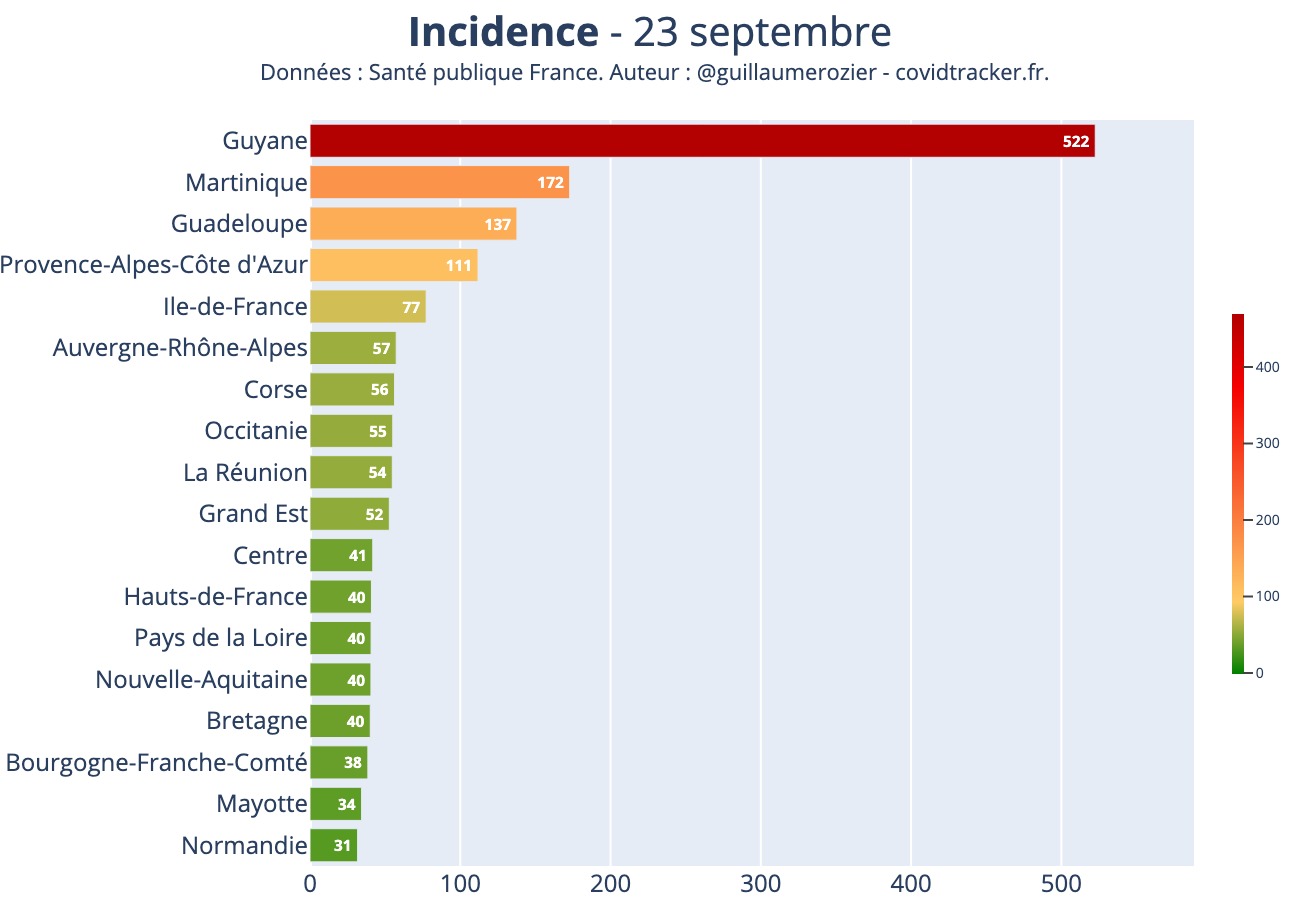 Incidence - 23 septembre
Données : Santé publique France. Auteur : @guillaumerozier - covidtracker.fr.
Guyane 522
Martinique 172
Guadeloupe 137
Provence-Alpes-Côte d'Azur 111
Ile-de-France 77
Auvergne-Rhône-Alpes 57
Corse 56
Occitanie 55
La Réunion 54
Grand Est 52
Centre 41
Hauts-de-France 40
Pays de la Loire 40
Nouvelle-Aquitaine 40
Bretagne 40
Bourgogne-Franche-Comté 38
Mayotte 34
Normandie 31
0 100 200 300 400 500
400
300
200
100
0